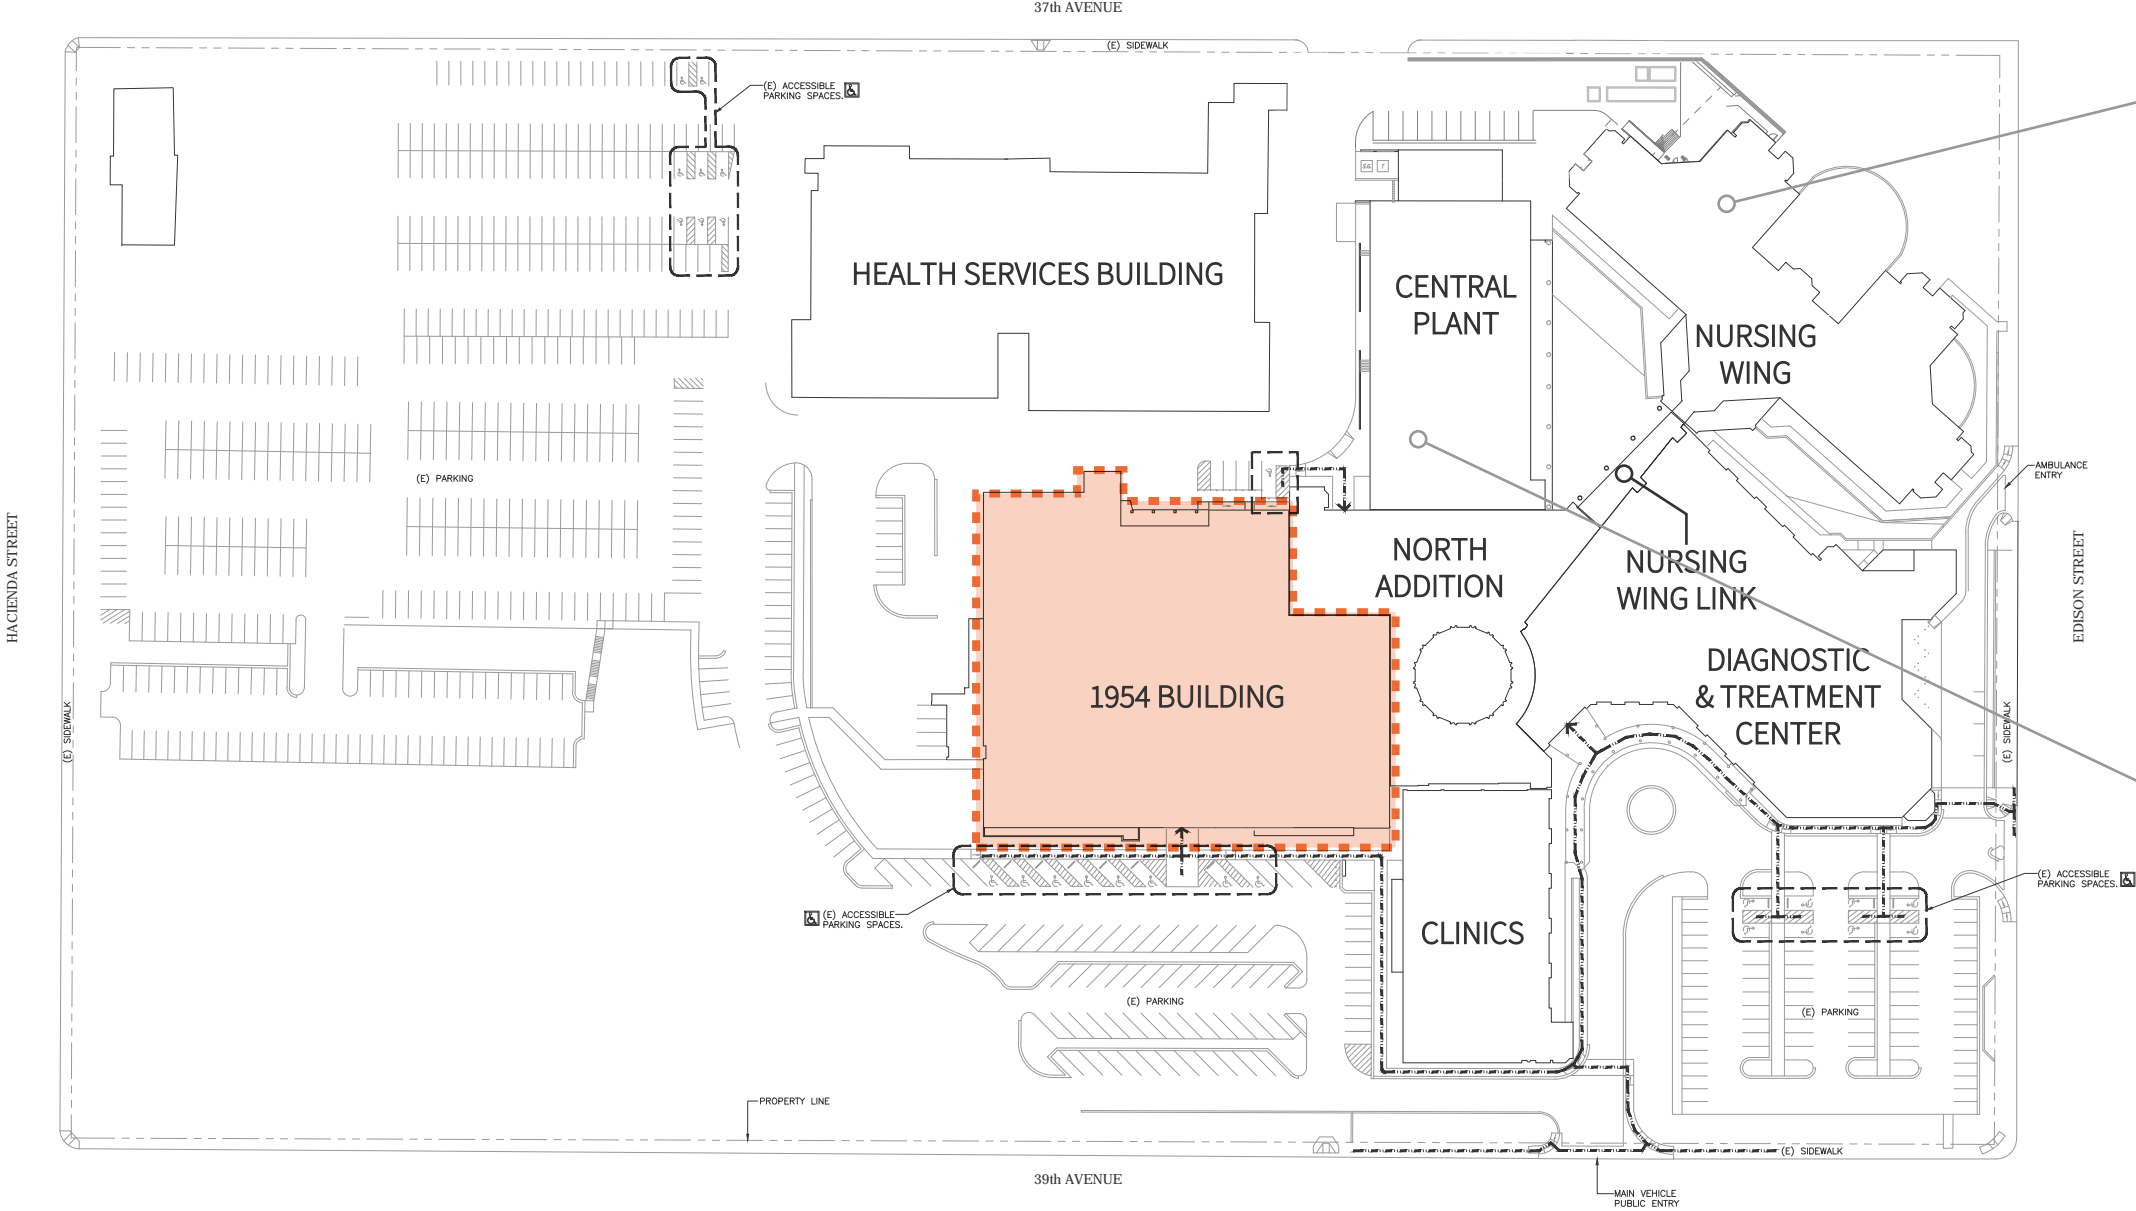 37th AVENUE
(E) SIDEWALK
(E) ACCESSIBLE
PARKING SPACES.
S&
T
HEALTH SERVICES BUILDING
CENTRAL
PLANT
NURSING
WING
(E) PARKING
AMBULANCE
ENTRY
HACIENDA STREET
EDISON STREET
NORTH
ADDITION
NURSING
WING LINK
1954 BUILDING
DIAGNOSTIC
& TREATMENT
CENTER
(E) SIDEWALK
(E) SIDEWALK
(E) ACCESSIBLE
PARKING SPACES.
(E) ACCESSIBLE
PARKING SPACES.
CLINICS
(E) PARKING
(E) PARKING
PROPERTY LINE
(E) SIDEWALK
39th AVENUE
MAIN VEHICLE
PUBLIC ENTRY